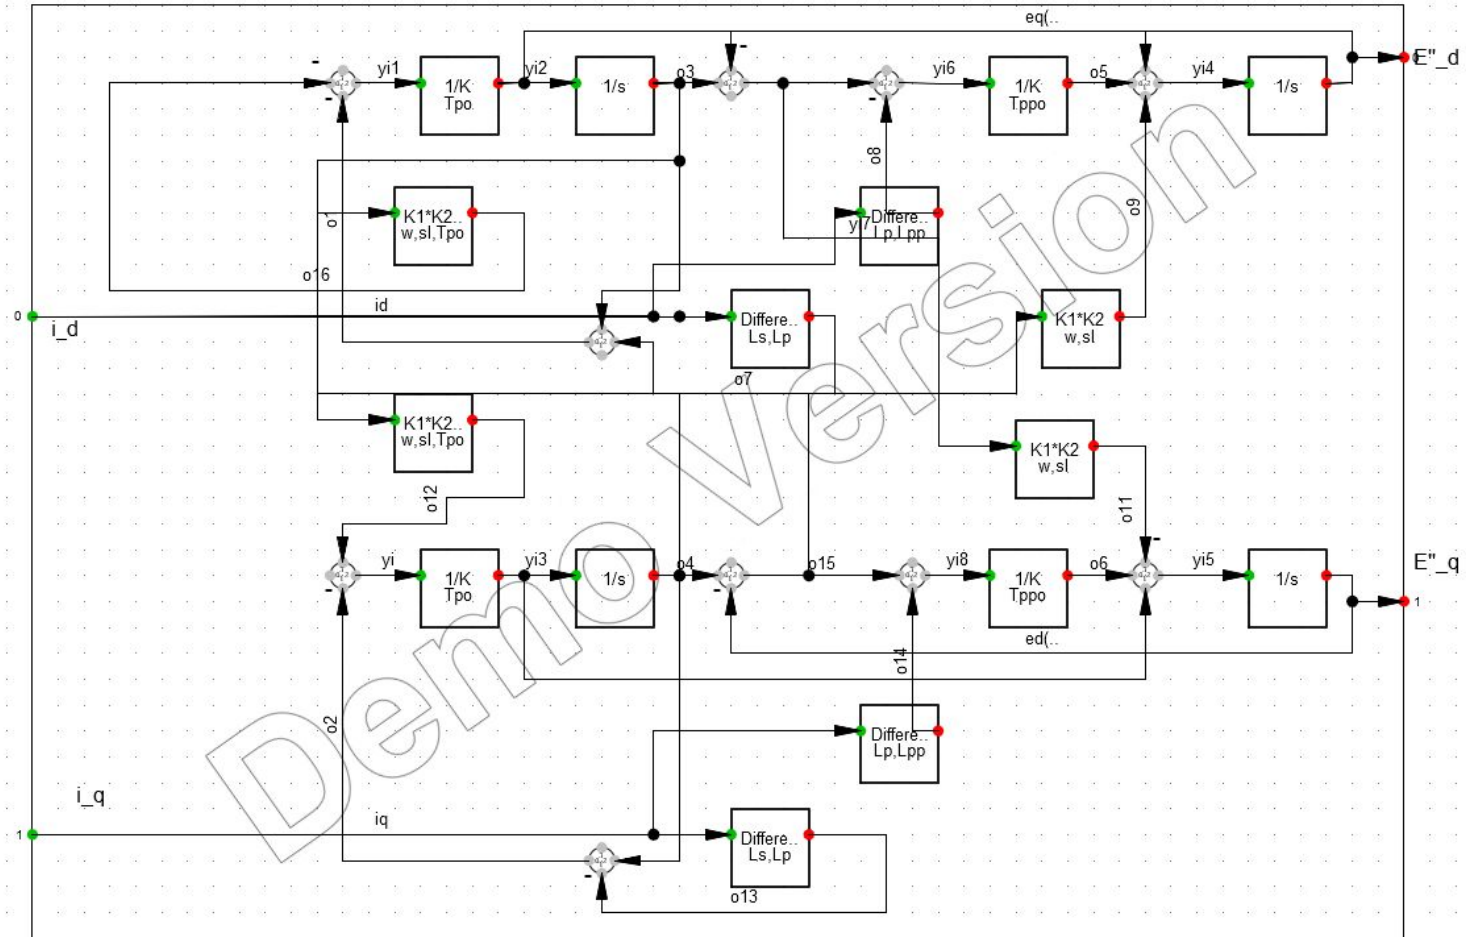 eq(..
E"_d
-
-
yi1
yi2
o3
yi6
o5
yi4
1/K
Tpo
1/s
1/K
Tppo
1/s
-
-
o8
o1
K1*K2..
w,sl,Tpo
Differe..
Lp,Lpp
yi7
o9
o16
id
0
i_d
Differe..
Ls,Lp
K1*K2
w,sl
o7
K1*K2..
w,sl,Tpo
K1*K2
w,sl
o12
o11
-
yi
yi3
o4
o15
yi8
o6
yi5
E"_q
1/K
Tpo
1/s
1/K
Tppo
1/s
-
-
1
ed(..
o14
o2
Differe..
Lp,Lpp
i_q
iq
1
Differe..
Ls,Lp
-
o13
Demo Version